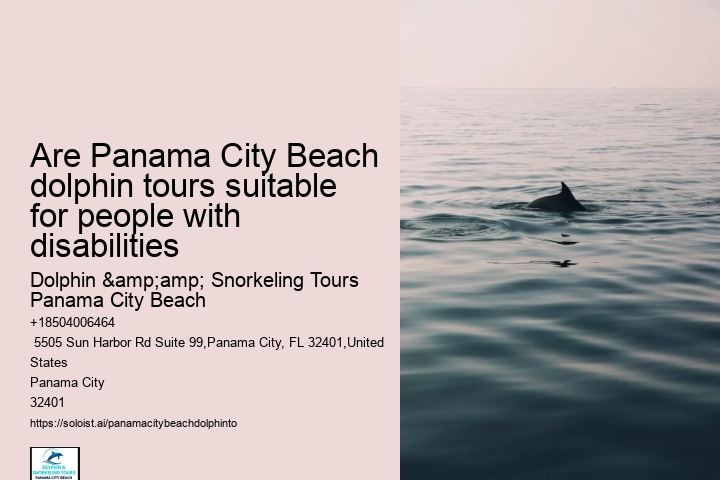 Are Panama City Beach
dolphin tours suitable
for people with
disabilities
Dolphin &amp;amp; Snorkeling Tours
Panama City Beach
+18504006464
5505 Sun Harbor Rd Suite 99,Panama City, FL 32401,United
States
Panama City
32401
https://soloist.ai/panamacitybeachdolphinto
DOLPHIN &
SNORKELING TOURS
PANAMA CITY BEACH